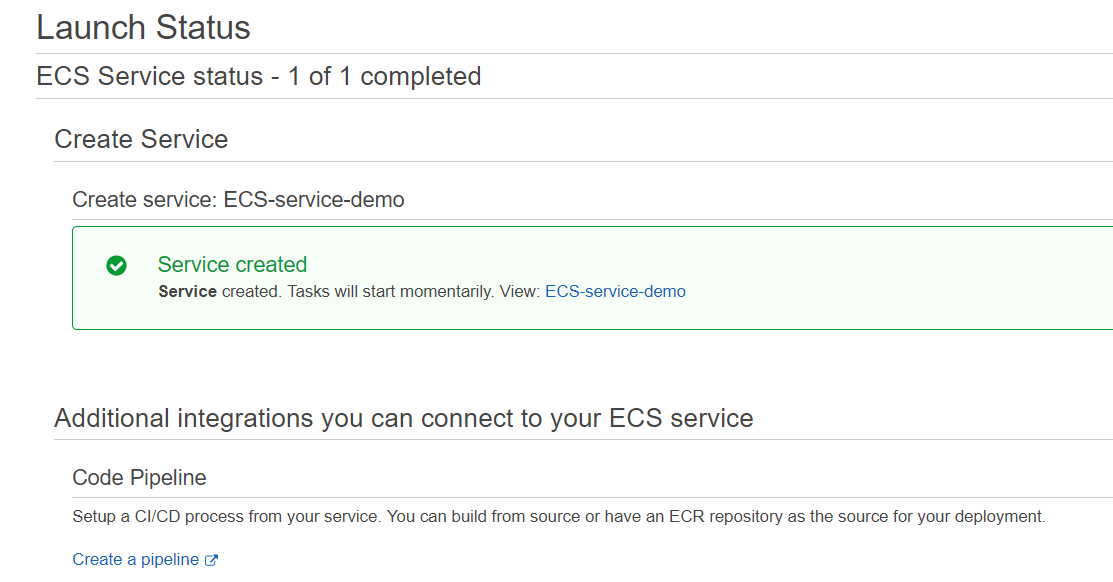 Launch Status
ECS Service status - 1 of 1 completed
Create Service
Create service: ECS-service-demo
Service created
Service created. Tasks will start momentarily. View: ECS-service-demo
Additional integrations you can connect to your ECS service
Code Pipeline
Setup a CI/CD process from your service. You can build from source or have an ECR repository as the source for your deployment.
Create a pipeline